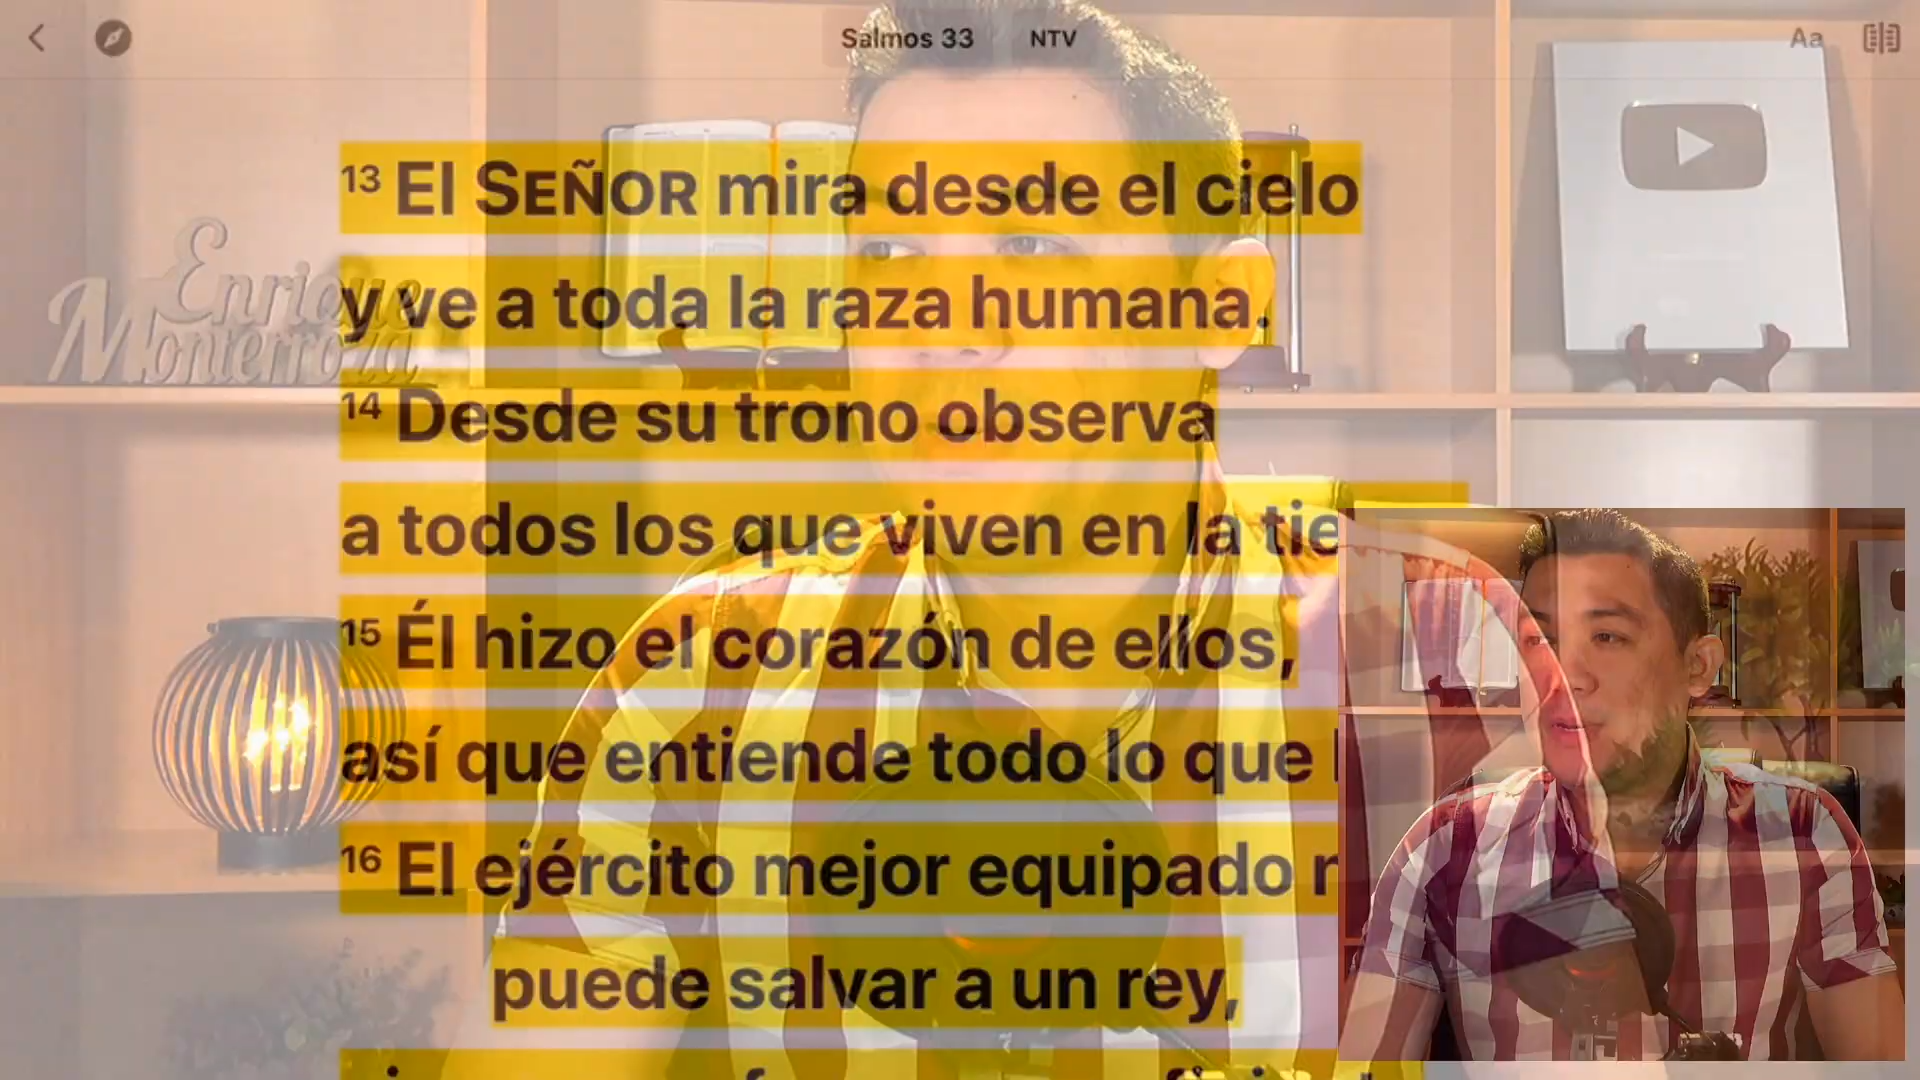 Salmos 33 NTV Aa
13 El SEÑOR mira desde el cielo
y ve a toda la raza humana.
Enrique
Monterroza
14 Desde su trono observa
a todos los que viven en la
15 Él hizo el corazón de ellos,
así que entiende todo lo que
16 El ejército mejor equipado
puede salvar a un rey,